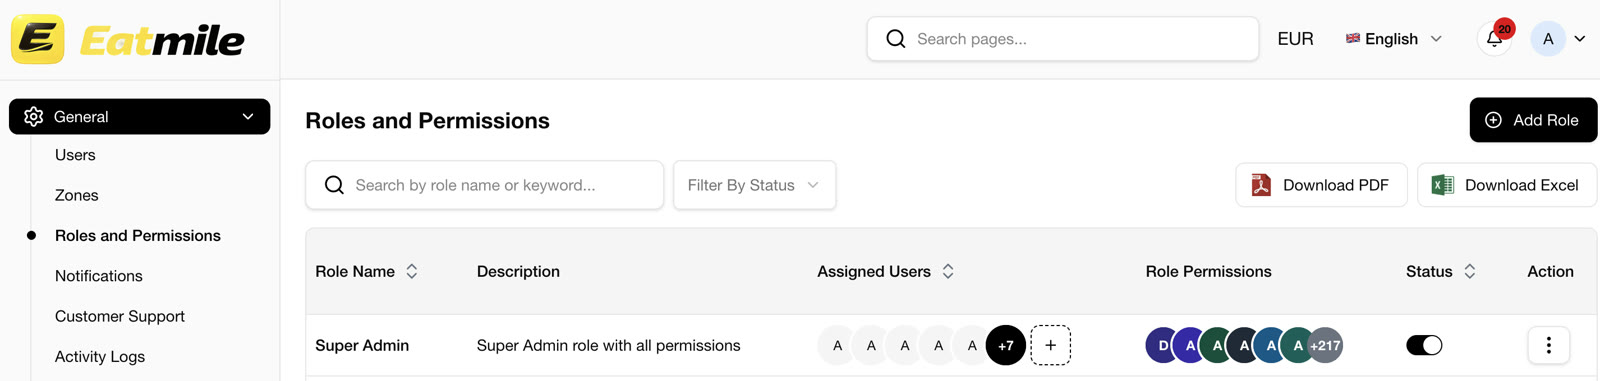 E Eatmile
Search pages... EUR English 20 A
General
Users
Zones
Roles and Permissions
Notifications
Customer Support
Activity Logs
Roles and Permissions
Add Role
Search by role name or keyword... Filter By Status Download PDF Download Excel
Role Name Description Assigned Users Role Permissions Status Action
Super Admin Super Admin role with all permissions A A A A A +7 + D A A A A A +217